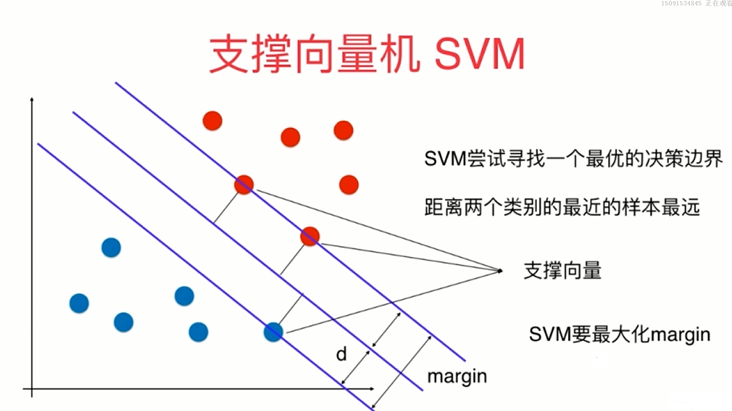 15091534845 正在观看
支撑向量机 SVM
SVM尝试寻找一个最优的决策边界
距离两个类别的最近的样本最远
支撑向量
SVM要最大化margin
d
margin